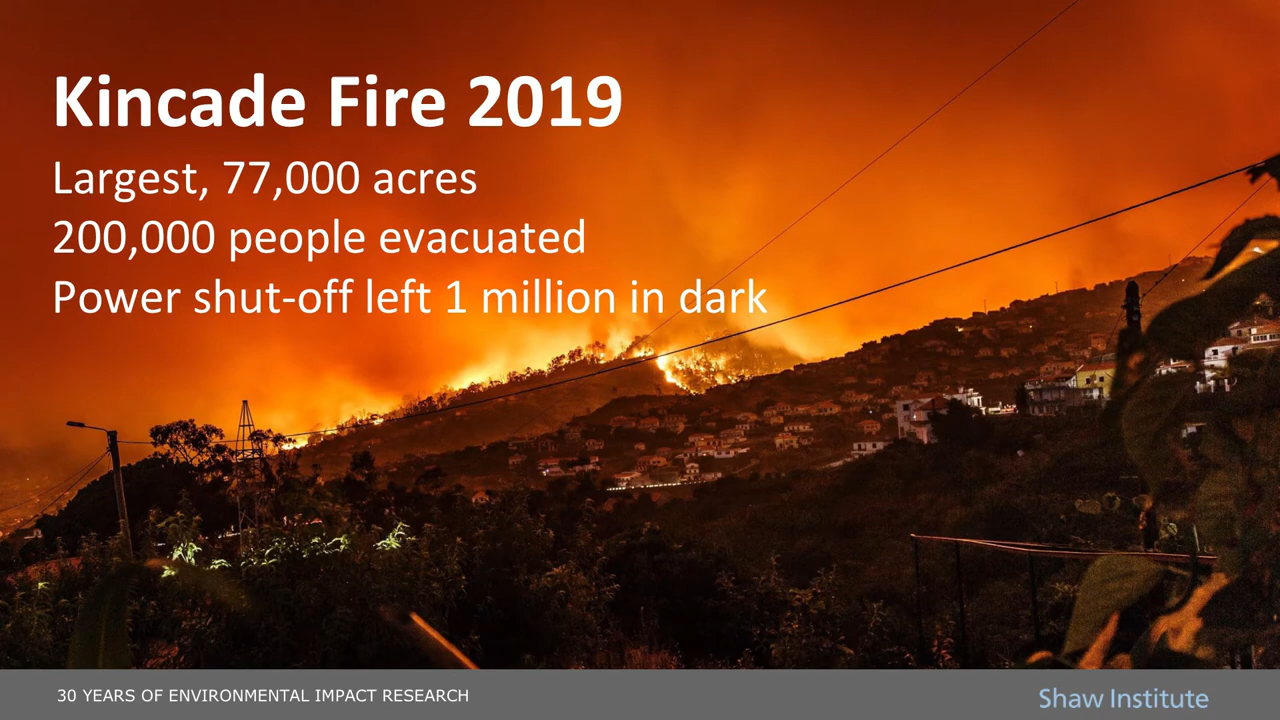 Kincade Fire 2019
Largest, 77,000 acres
200,000 people evacuated
Power shut-off left 1 million in dark
30 YEARS OF ENVIRONMENTAL IMPACT RESEARCH
Shaw Institute